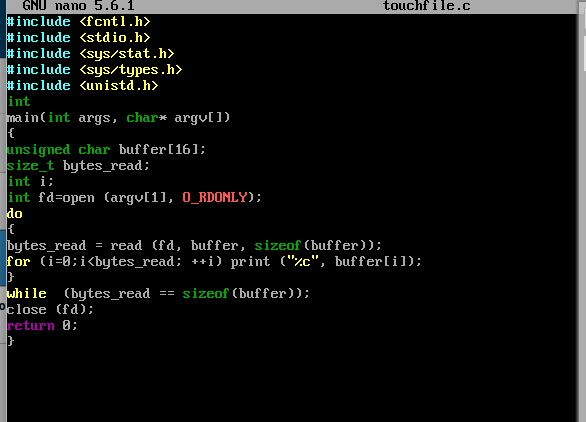 GNU nano 5.6.1 touchfile.c
#include <fcntl.h>
#include <stdio.h>
#include <sys/stat.h>
#include <sys/types.h>
#include <unistd.h>
int
main(int args, char* argv[])
{
unsigned char buffer[16];
size_t bytes_read;
int i;
int fd=open (argv[1], O_RDONLY);
do
{
bytes_read = read (fd, buffer, sizeof(buffer));
for (i=0;i<bytes_read; ++i) print ("%c", buffer[i]);
}
while  (bytes_read == sizeof(buffer));
close (fd);
return 0;
}